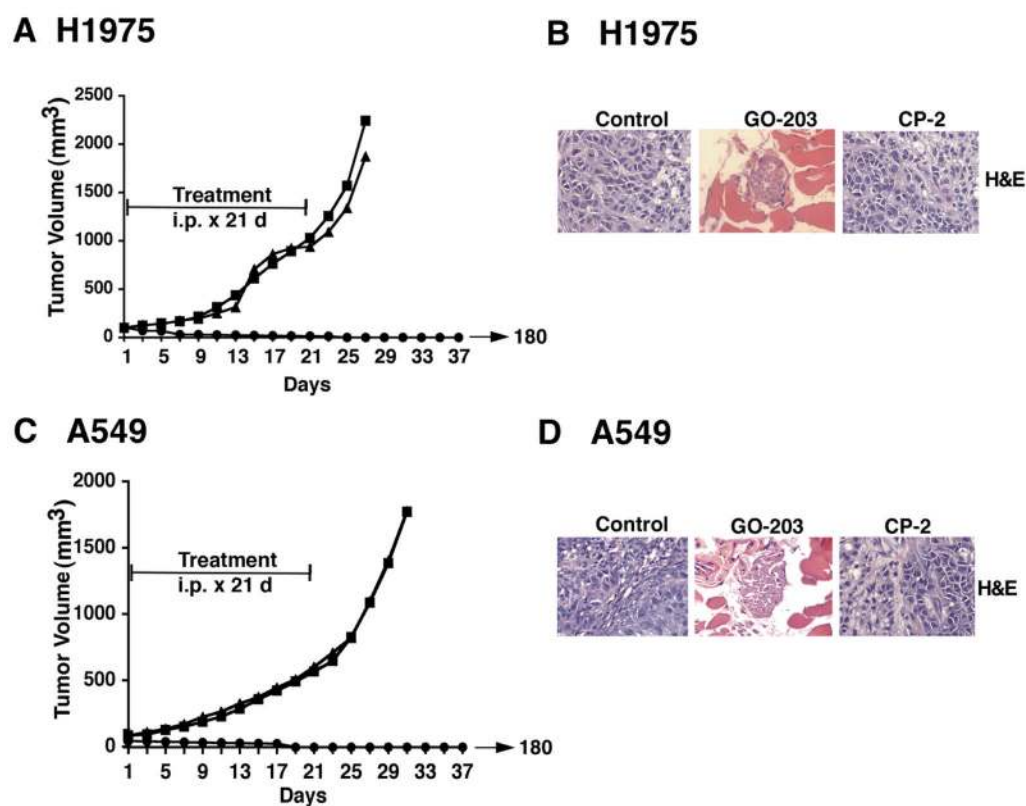 A H1975
2500
2000
1500
1000
500
0
Tumor Volume (mm³)
Treatment
i.p. x 21 d
1 5 9 13 17 21 25 29 33 37
180
Days
B H1975
Control GO-203 CP-2
H&E
C A549
2000
1500
1000
500
0
Tumor Volume (mm³)
Treatment
i.p. x 21 d
1 5 9 13 17 21 25 29 33 37
180
Days
D A549
Control GO-203 CP-2
H&E